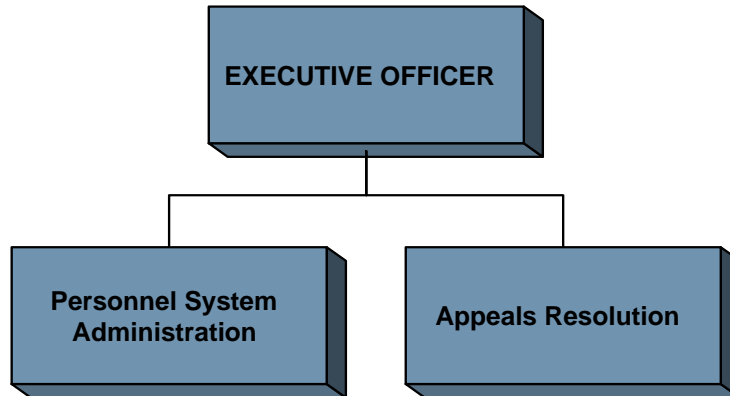 EXECUTIVE OFFICER
Personnel System
Administration
Appeals Resolution